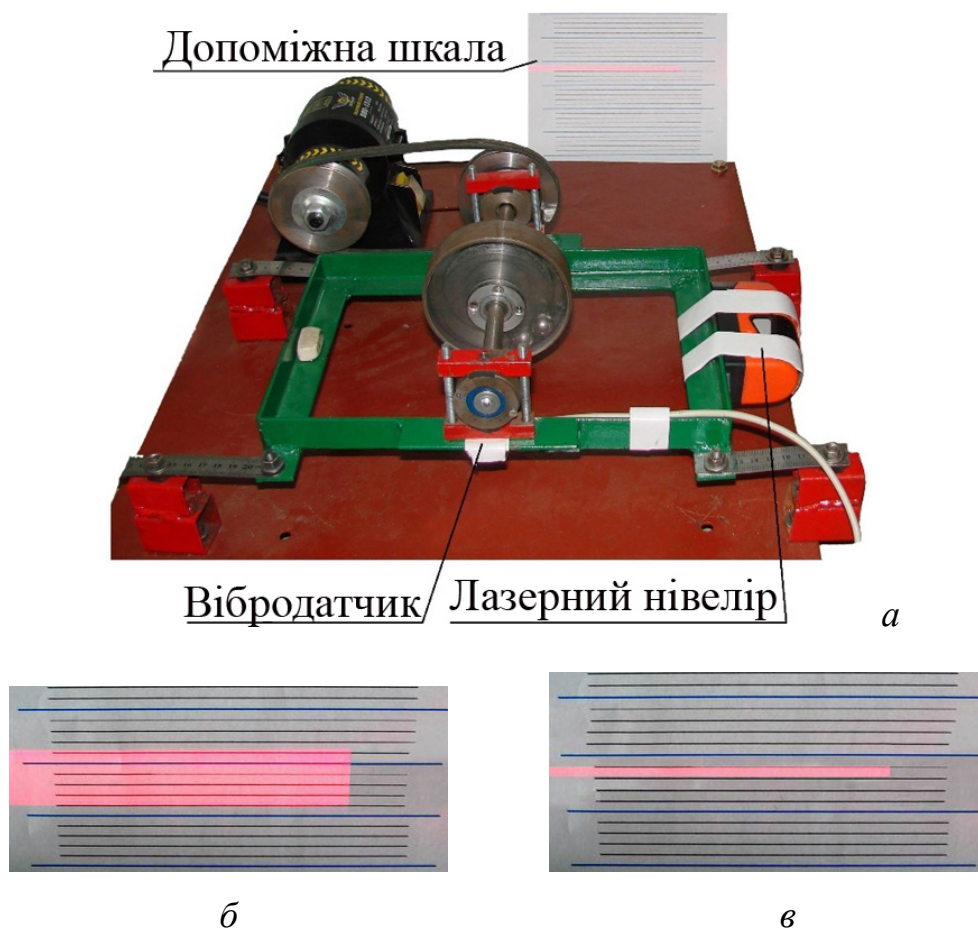 Допоміжна шкала
Вібродатчик
Лазерний нівелір
а
б
в